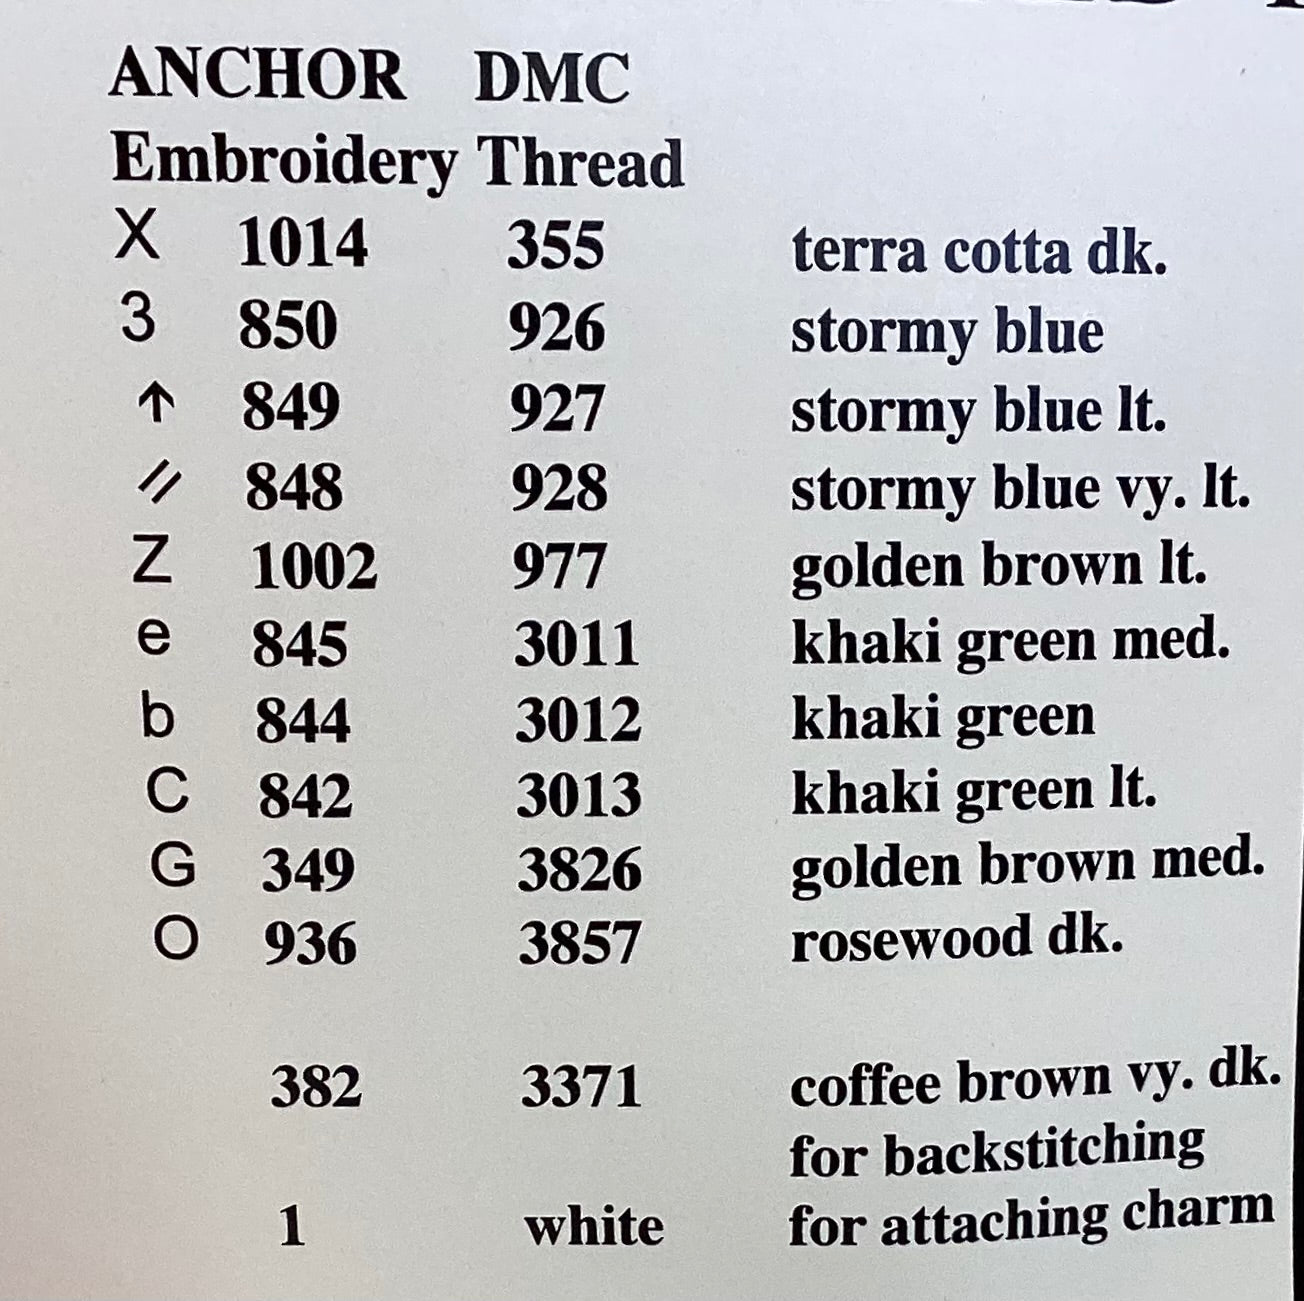 ANCHOR DMC
Embroidery Thread
X 1014 355 terra cotta dk.
3 850 926 stormy blue
↑ 849 927 stormy blue lt.
// 848 928 stormy blue vy. lt.
Z 1002 977 golden brown lt.
e 845 3011 khaki green med.
b 844 3012 khaki green
C 842 3013 khaki green lt.
G 349 3826 golden brown med.
O 936 3857 rosewood dk.
382 3371 coffee brown vy. dk.
for backstitching
1 white for attaching charm